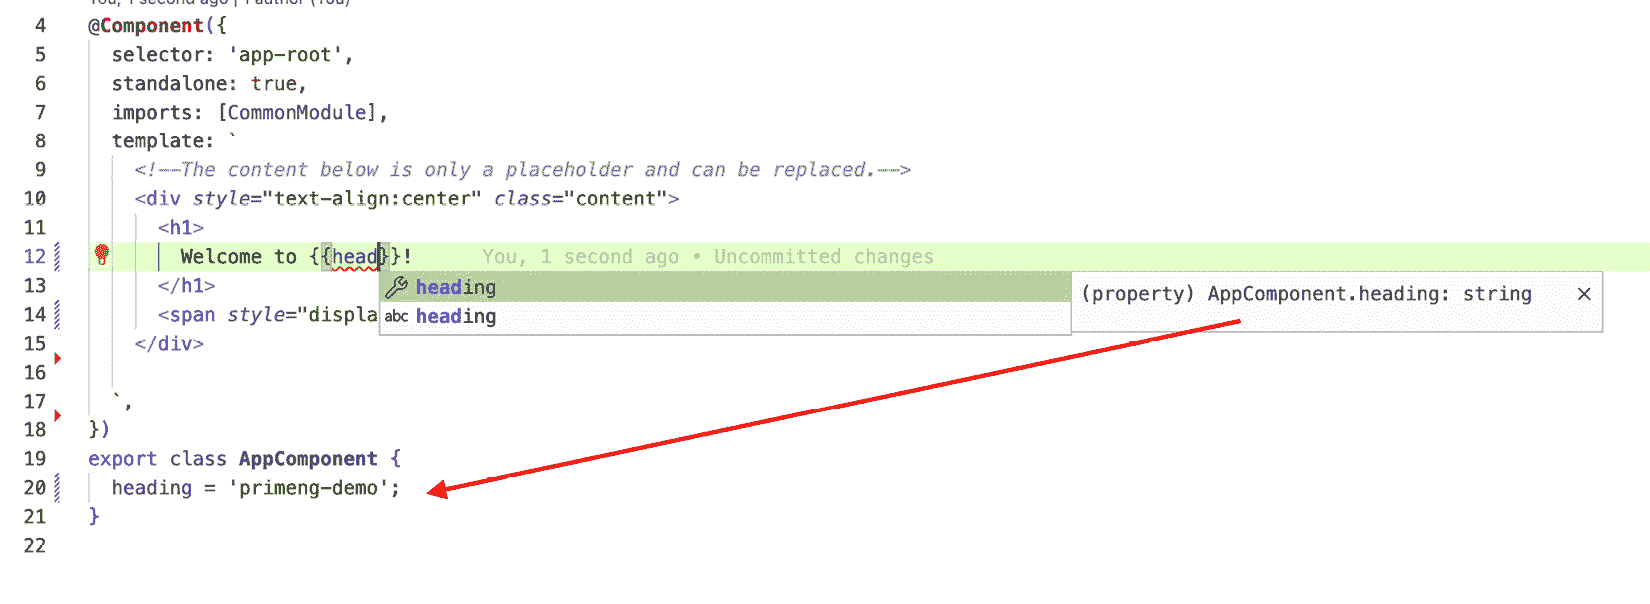 You, 1 second ago | 1 author (You)
4 @Component({
5 selector: 'app-root',
6 standalone: true,
7 imports: [CommonModule],
8 template: `
9 <!--The content below is only a placeholder and can be replaced.-->
10 <div style="text-align:center" class="content">
11 <h1>
12 Welcome to {{head}}! You, 1 second ago • Uncommitted changes
13 </h1> heading (property) AppComponent.heading: string ×
14 <span style="displa abc heading
15 </div>
16
17 `,
18 })
19 export class AppComponent {
20 heading = 'primeng-demo';
21 }
22